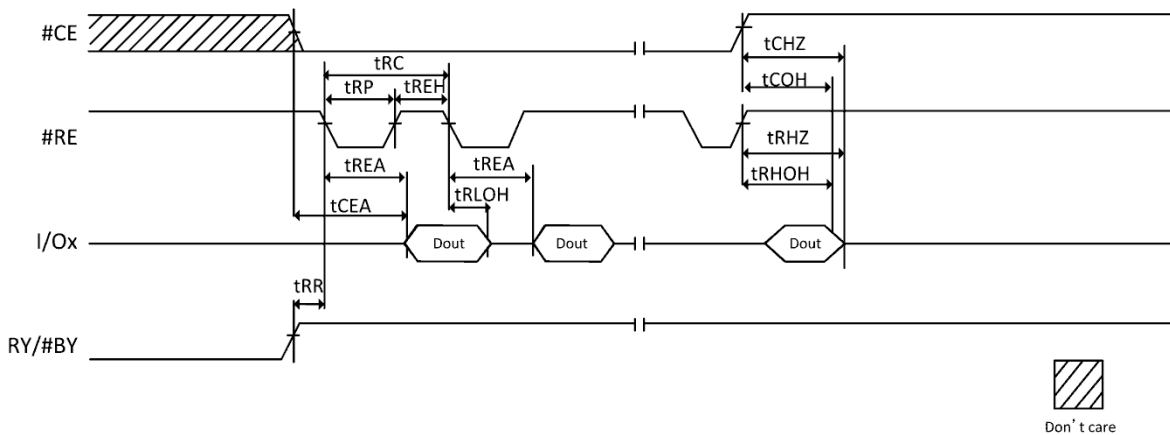 #CE
tCHZ
tRC
tCOH
tRP
tREH
#RE
tRHZ
tREA
tREA
tRHOH
tRLOH
tCEA
I/Ox
Dout
Dout
Dout
tRR
RY/#BY
Don't care